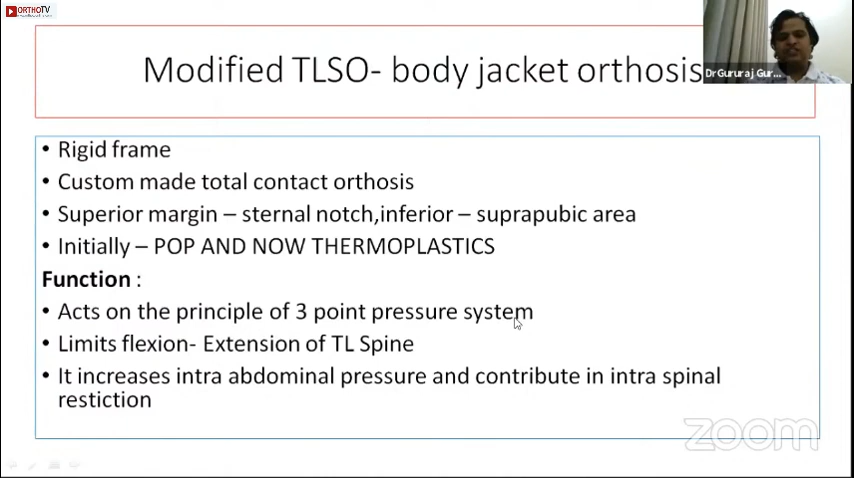 ORTHOTV
Modified TLSO- body jacket orthosis
Dr Gururaj Gur...
• Rigid frame
• Custom made total contact orthosis
• Superior margin – sternal notch,inferior – suprapubic area
• Initially – POP AND NOW THERMOPLASTICS
Function :
• Acts on the principle of 3 point pressure system
• Limits flexion- Extension of TL Spine
• It increases intra abdominal pressure and contribute in intra spinal
restiction
zoom